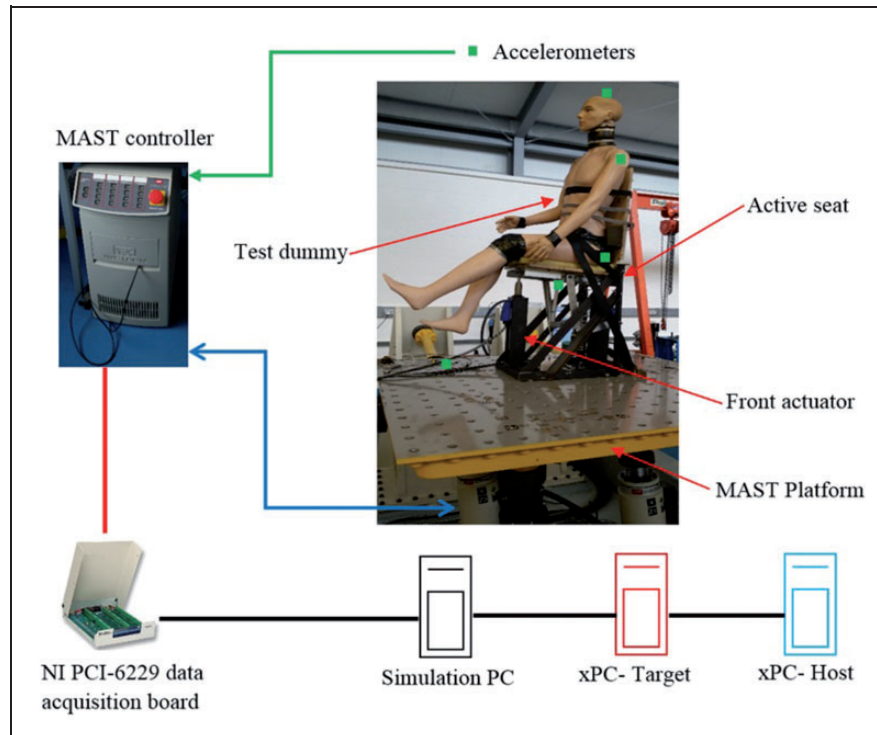 Accelerometers
MAST controller
Active seat
Test dummy
Front actuator
MAST Platform
NI PCI-6229 data
acquisition board
Simulation PC
xPC- Target
xPC- Host